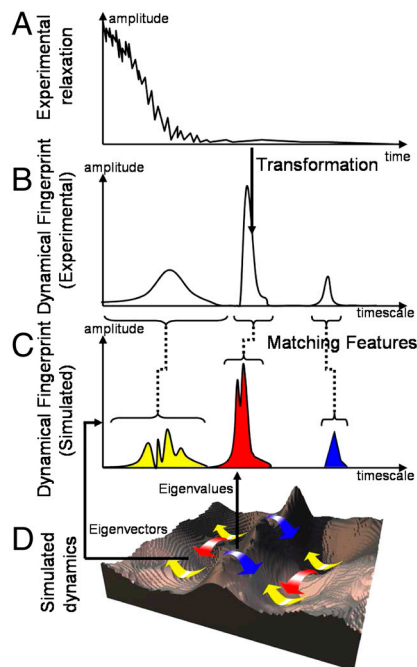 A
Experimental
relaxation
amplitude
time
Transformation
B
Dynamical Fingerprint
(Experimental)
amplitude
timescale
C
Dynamical Fingerprint
(Simulated)
amplitude
Matching Features
timescale
Eigenvalues
Eigenvectors
D
Simulated
dynamics